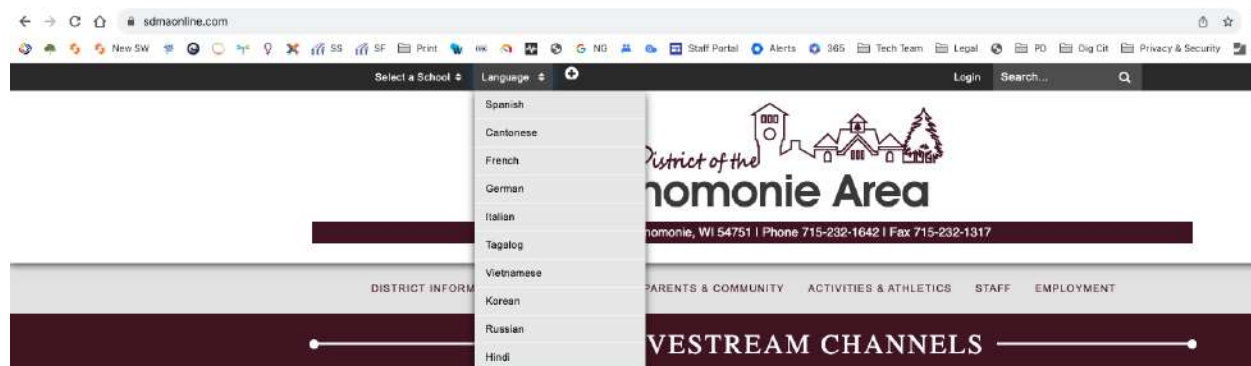 sdmaonline.com
New SW SS SF Print NG Staff Portal Alerts 365 Tech Team Legal PD Dig Cit Privacy & Security
Select a School Language Login Search...
Spanish
Cantonese
French
German
Italian
Tagalog
Vietnamese
Korean
Russian
Hindi
District of the
nomonie Area
nomonie, WI 54751 | Phone 715-232-1642 | Fax 715-232-1317
DISTRICT INFORM PARENTS & COMMUNITY ACTIVITIES & ATHLETICS STAFF EMPLOYMENT
VESTREAM CHANNELS